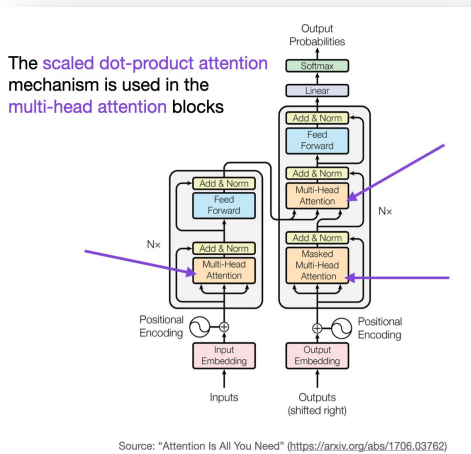 The scaled dot-product attention
mechanism is used in the
multi-head attention blocks
Output
Probabilities
Softmax
Linear
Add & Norm
Feed
Forward
Add & Norm
Multi-Head
Attention
Nx
Add & Norm
Masked
Multi-Head
Attention
Add & Norm
Feed
Forward
Nx
Add & Norm
Multi-Head
Attention
Positional
Encoding
Positional
Encoding
Input
Embedding
Output
Embedding
Inputs
Outputs
(shifted right)
Source: “Attention Is All You Need” (https://arxiv.org/abs/1706.03762)